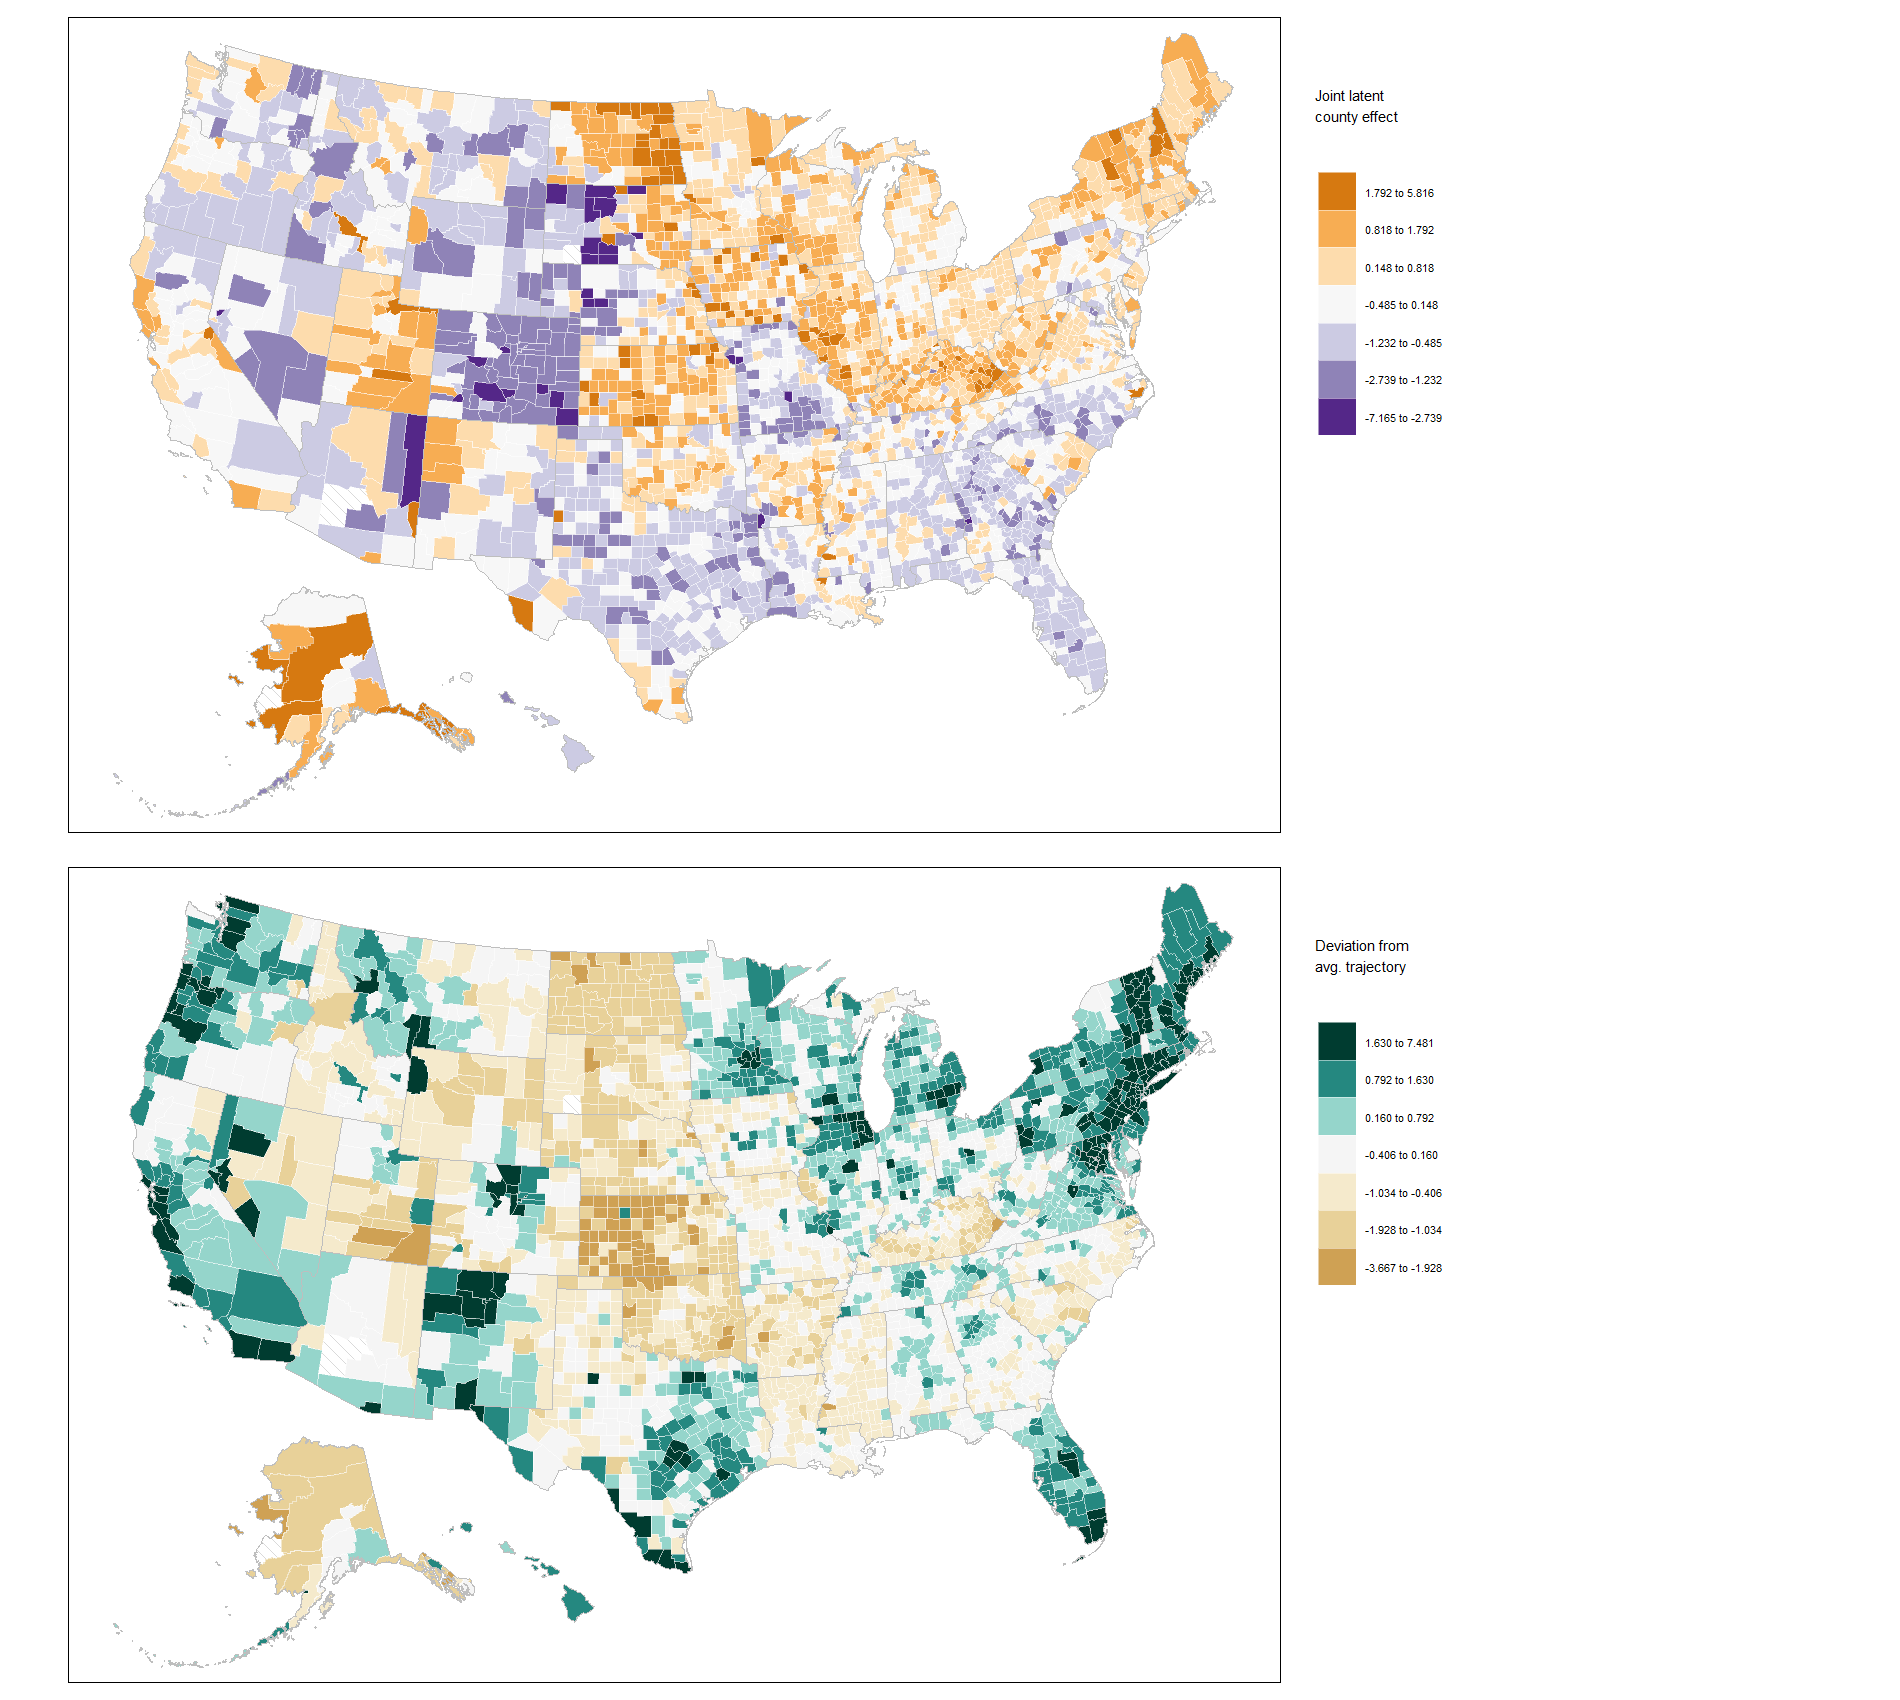 Joint latent
county effect
1.792 to 5.816
0.818 to 1.792
0.148 to 0.818
-0.485 to 0.148
-1.232 to -0.485
-2.739 to -1.232
-7.165 to -2.739
Deviation from
avg. trajectory
1.630 to 7.481
0.792 to 1.630
0.160 to 0.792
-0.406 to 0.160
-1.034 to -0.406
-1.928 to -1.034
-3.667 to -1.928